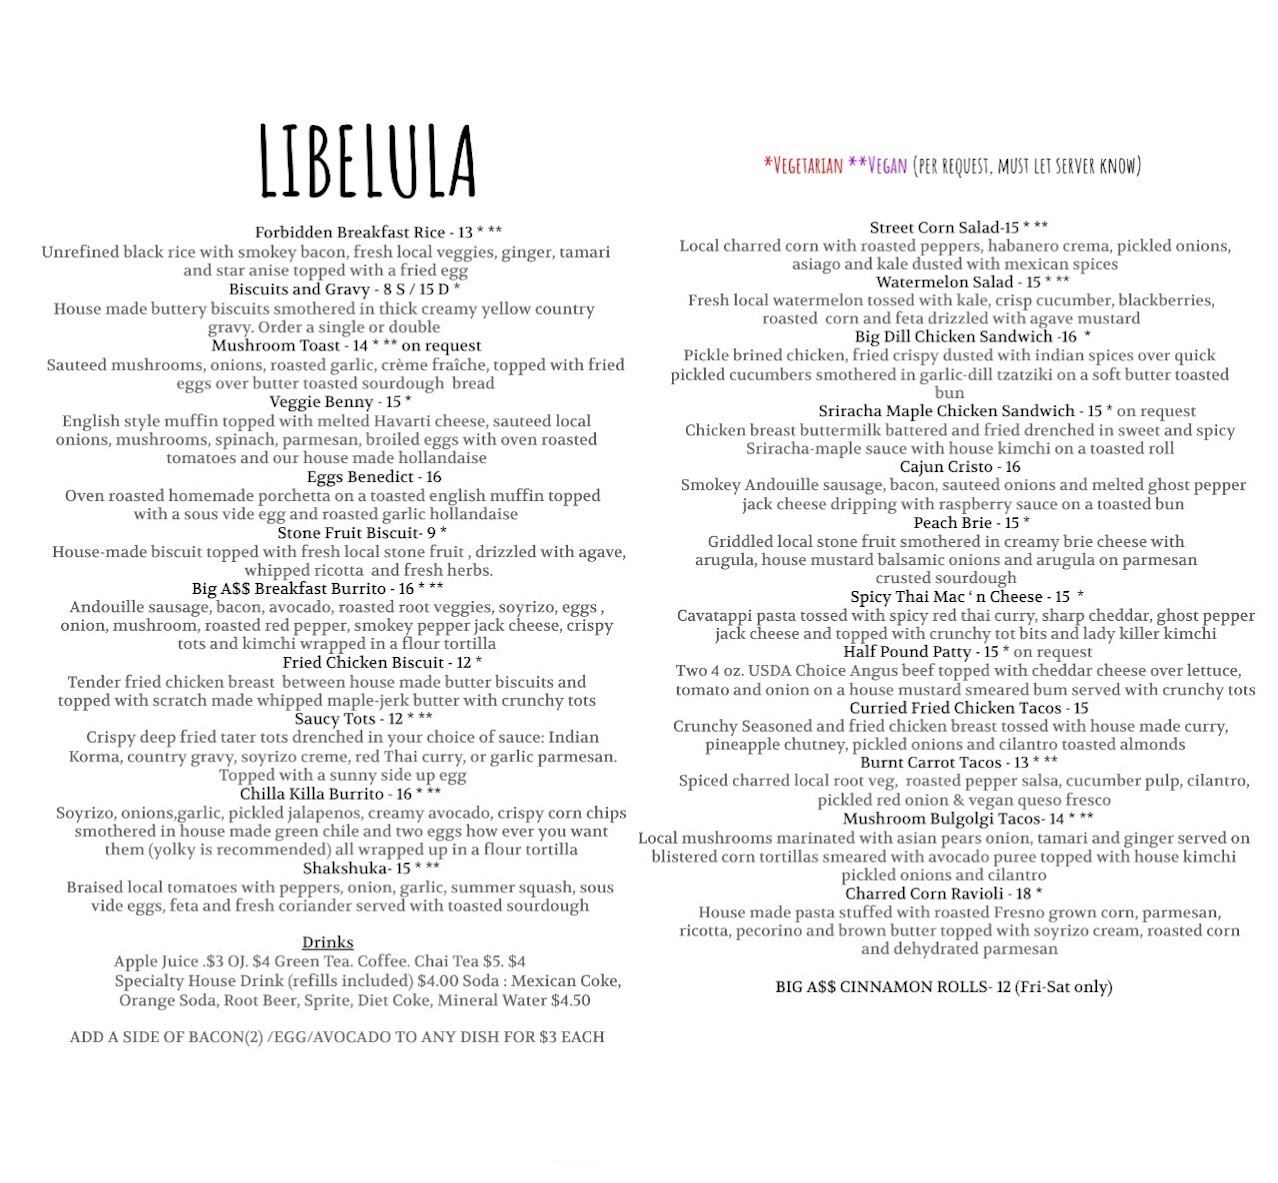 LIBELULA
Forbidden Breakfast Rice - 13 * **
Unrefined black rice with smokey bacon, fresh local veggies, ginger, tamari
and star anise topped with a fried egg
Biscuits and Gravy - 8 S / 15 D *
House made buttery biscuits smothered in thick creamy yellow country
gravy. Order a single or double
Mushroom Toast - 14 * ** on request
Sauteed mushrooms, onions, roasted garlic, crème fraîche, topped with fried
eggs over butter toasted sourdough bread
Veggie Benny - 15 *
English style muffin topped with melted Havarti cheese, sauteed local
onions, mushrooms, spinach, parmesan, broiled eggs with oven roasted
tomatoes and our house made hollandaise
Eggs Benedict - 16
Oven roasted homemade porchetta on a toasted english muffin topped
with a sous vide egg and roasted garlic hollandaise
Stone Fruit Biscuit- 9 *
House-made biscuit topped with fresh local stone fruit , drizzled with agave,
whipped ricotta and fresh herbs.
Big A$$ Breakfast Burrito - 16 * **
Andouille sausage, bacon, avocado, roasted root veggies, soyrizo, eggs ,
onion, mushroom, roasted red pepper, smokey pepper jack cheese, crispy
tots and kimchi wrapped in a flour tortilla
Fried Chicken Biscuit - 12 *
Tender fried chicken breast between house made butter biscuits and
topped with scratch made whipped maple-jerk butter with crunchy tots
Saucy Tots - 12 * **
Crispy deep fried tater tots drenched in your choice of sauce: Indian
Korma, country gravy, soyrizo creme, red Thai curry, or garlic parmesan.
Topped with a sunny side up egg
Chilla Killa Burrito - 16 * **
Soyrizo, onions,garlic, pickled jalapenos, creamy avocado, crispy corn chips
smothered in house made green chile and two eggs how ever you want
them (yolky is recommended) all wrapped up in a flour tortilla
Shakshuka- 15 * **
Braised local tomatoes with peppers, onion, garlic, summer squash, sous
vide eggs, feta and fresh coriander served with toasted sourdough
Drinks
Apple Juice .$3 OJ. $4 Green Tea. Coffee. Chai Tea $5. $4
Specialty House Drink (refills included) $4.00 Soda : Mexican Coke,
Orange Soda, Root Beer, Sprite, Diet Coke, Mineral Water $4.50
ADD A SIDE OF BACON(2) /EGG/AVOCADO TO ANY DISH FOR $3 EACH
*VEGETARIAN **VEGAN (PER REQUEST, MUST LET SERVER KNOW)
Street Corn Salad-15 * **
Local charred corn with roasted peppers, habanero crema, pickled onions,
asiago and kale dusted with mexican spices
Watermelon Salad - 15 * **
Fresh local watermelon tossed with kale, crisp cucumber, blackberries,
roasted corn and feta drizzled with agave mustard
Big Dill Chicken Sandwich -16 *
Pickle brined chicken, fried crispy dusted with indian spices over quick
pickled cucumbers smothered in garlic-dill tzatziki on a soft butter toasted
bun
Sriracha Maple Chicken Sandwich - 15 * on request
Chicken breast buttermilk battered and fried drenched in sweet and spicy
Sriracha-maple sauce with house kimchi on a toasted roll
Cajun Cristo - 16
Smokey Andouille sausage, bacon, sauteed onions and melted ghost pepper
jack cheese dripping with raspberry sauce on a toasted bun
Peach Brie - 15 *
Griddled local stone fruit smothered in creamy brie cheese with
arugula, house mustard balsamic onions and arugula on parmesan
crusted sourdough
Spicy Thai Mac ‘ n Cheese - 15 *
Cavatappi pasta tossed with spicy red thai curry, sharp cheddar, ghost pepper
jack cheese and topped with crunchy tot bits and lady killer kimchi
Half Pound Patty - 15 * on request
Two 4 oz. USDA Choice Angus beef topped with cheddar cheese over lettuce,
tomato and onion on a house mustard smeared bum served with crunchy tots
Curried Fried Chicken Tacos - 15
Crunchy Seasoned and fried chicken breast tossed with house made curry,
pineapple chutney, pickled onions and cilantro toasted almonds
Burnt Carrot Tacos - 13 * **
Spiced charred local root veg, roasted pepper salsa, cucumber pulp, cilantro,
pickled red onion & vegan queso fresco
Mushroom Bulgolgi Tacos- 14 * **
Local mushrooms marinated with asian pears onion, tamari and ginger served on
blistered corn tortillas smeared with avocado puree topped with house kimchi
pickled onions and cilantro
Charred Corn Ravioli - 18 *
House made pasta stuffed with roasted Fresno grown corn, parmesan,
ricotta, pecorino and brown butter topped with soyrizo cream, roasted corn
and dehydrated parmesan
BIG A$$ CINNAMON ROLLS- 12 (Fri-Sat only)